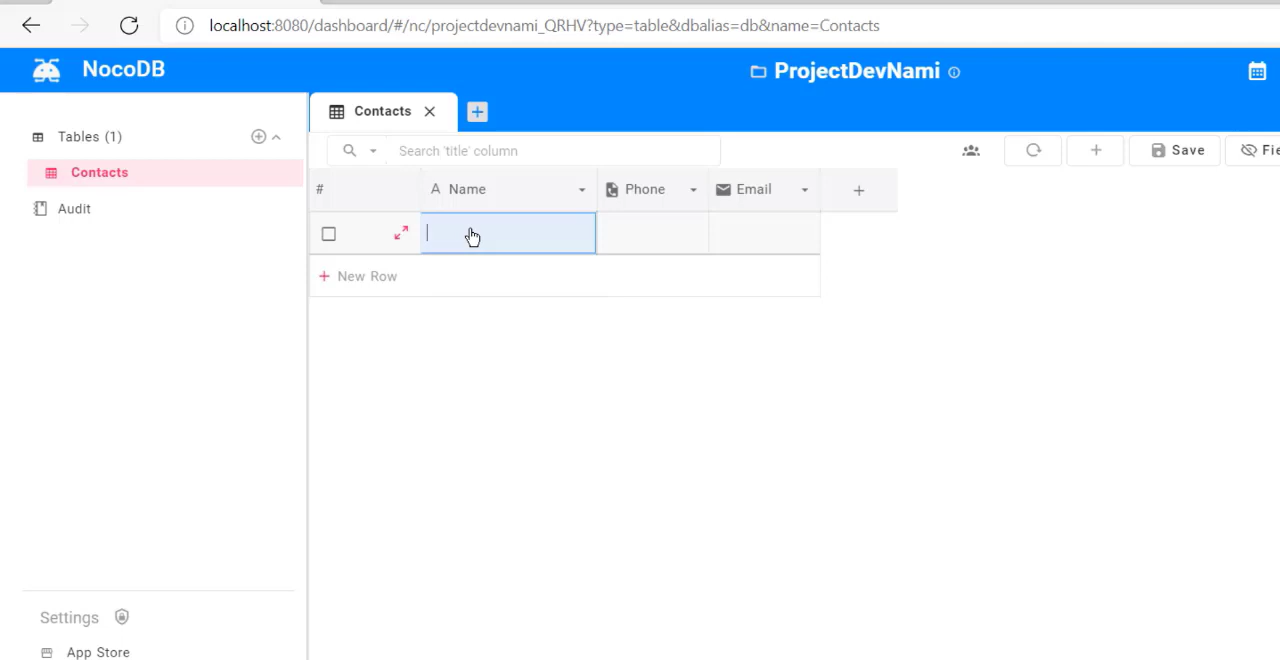 localhost:8080/dashboard/#/nc/projectdevnami_QRHV?type=table&dbalias=db&name=Contacts
NocoDB
ProjectDevNami
Contacts
Tables (1)
Search 'title' column
Save
Fie
Contacts
# Name Phone Email
Audit
New Row
Settings
App Store